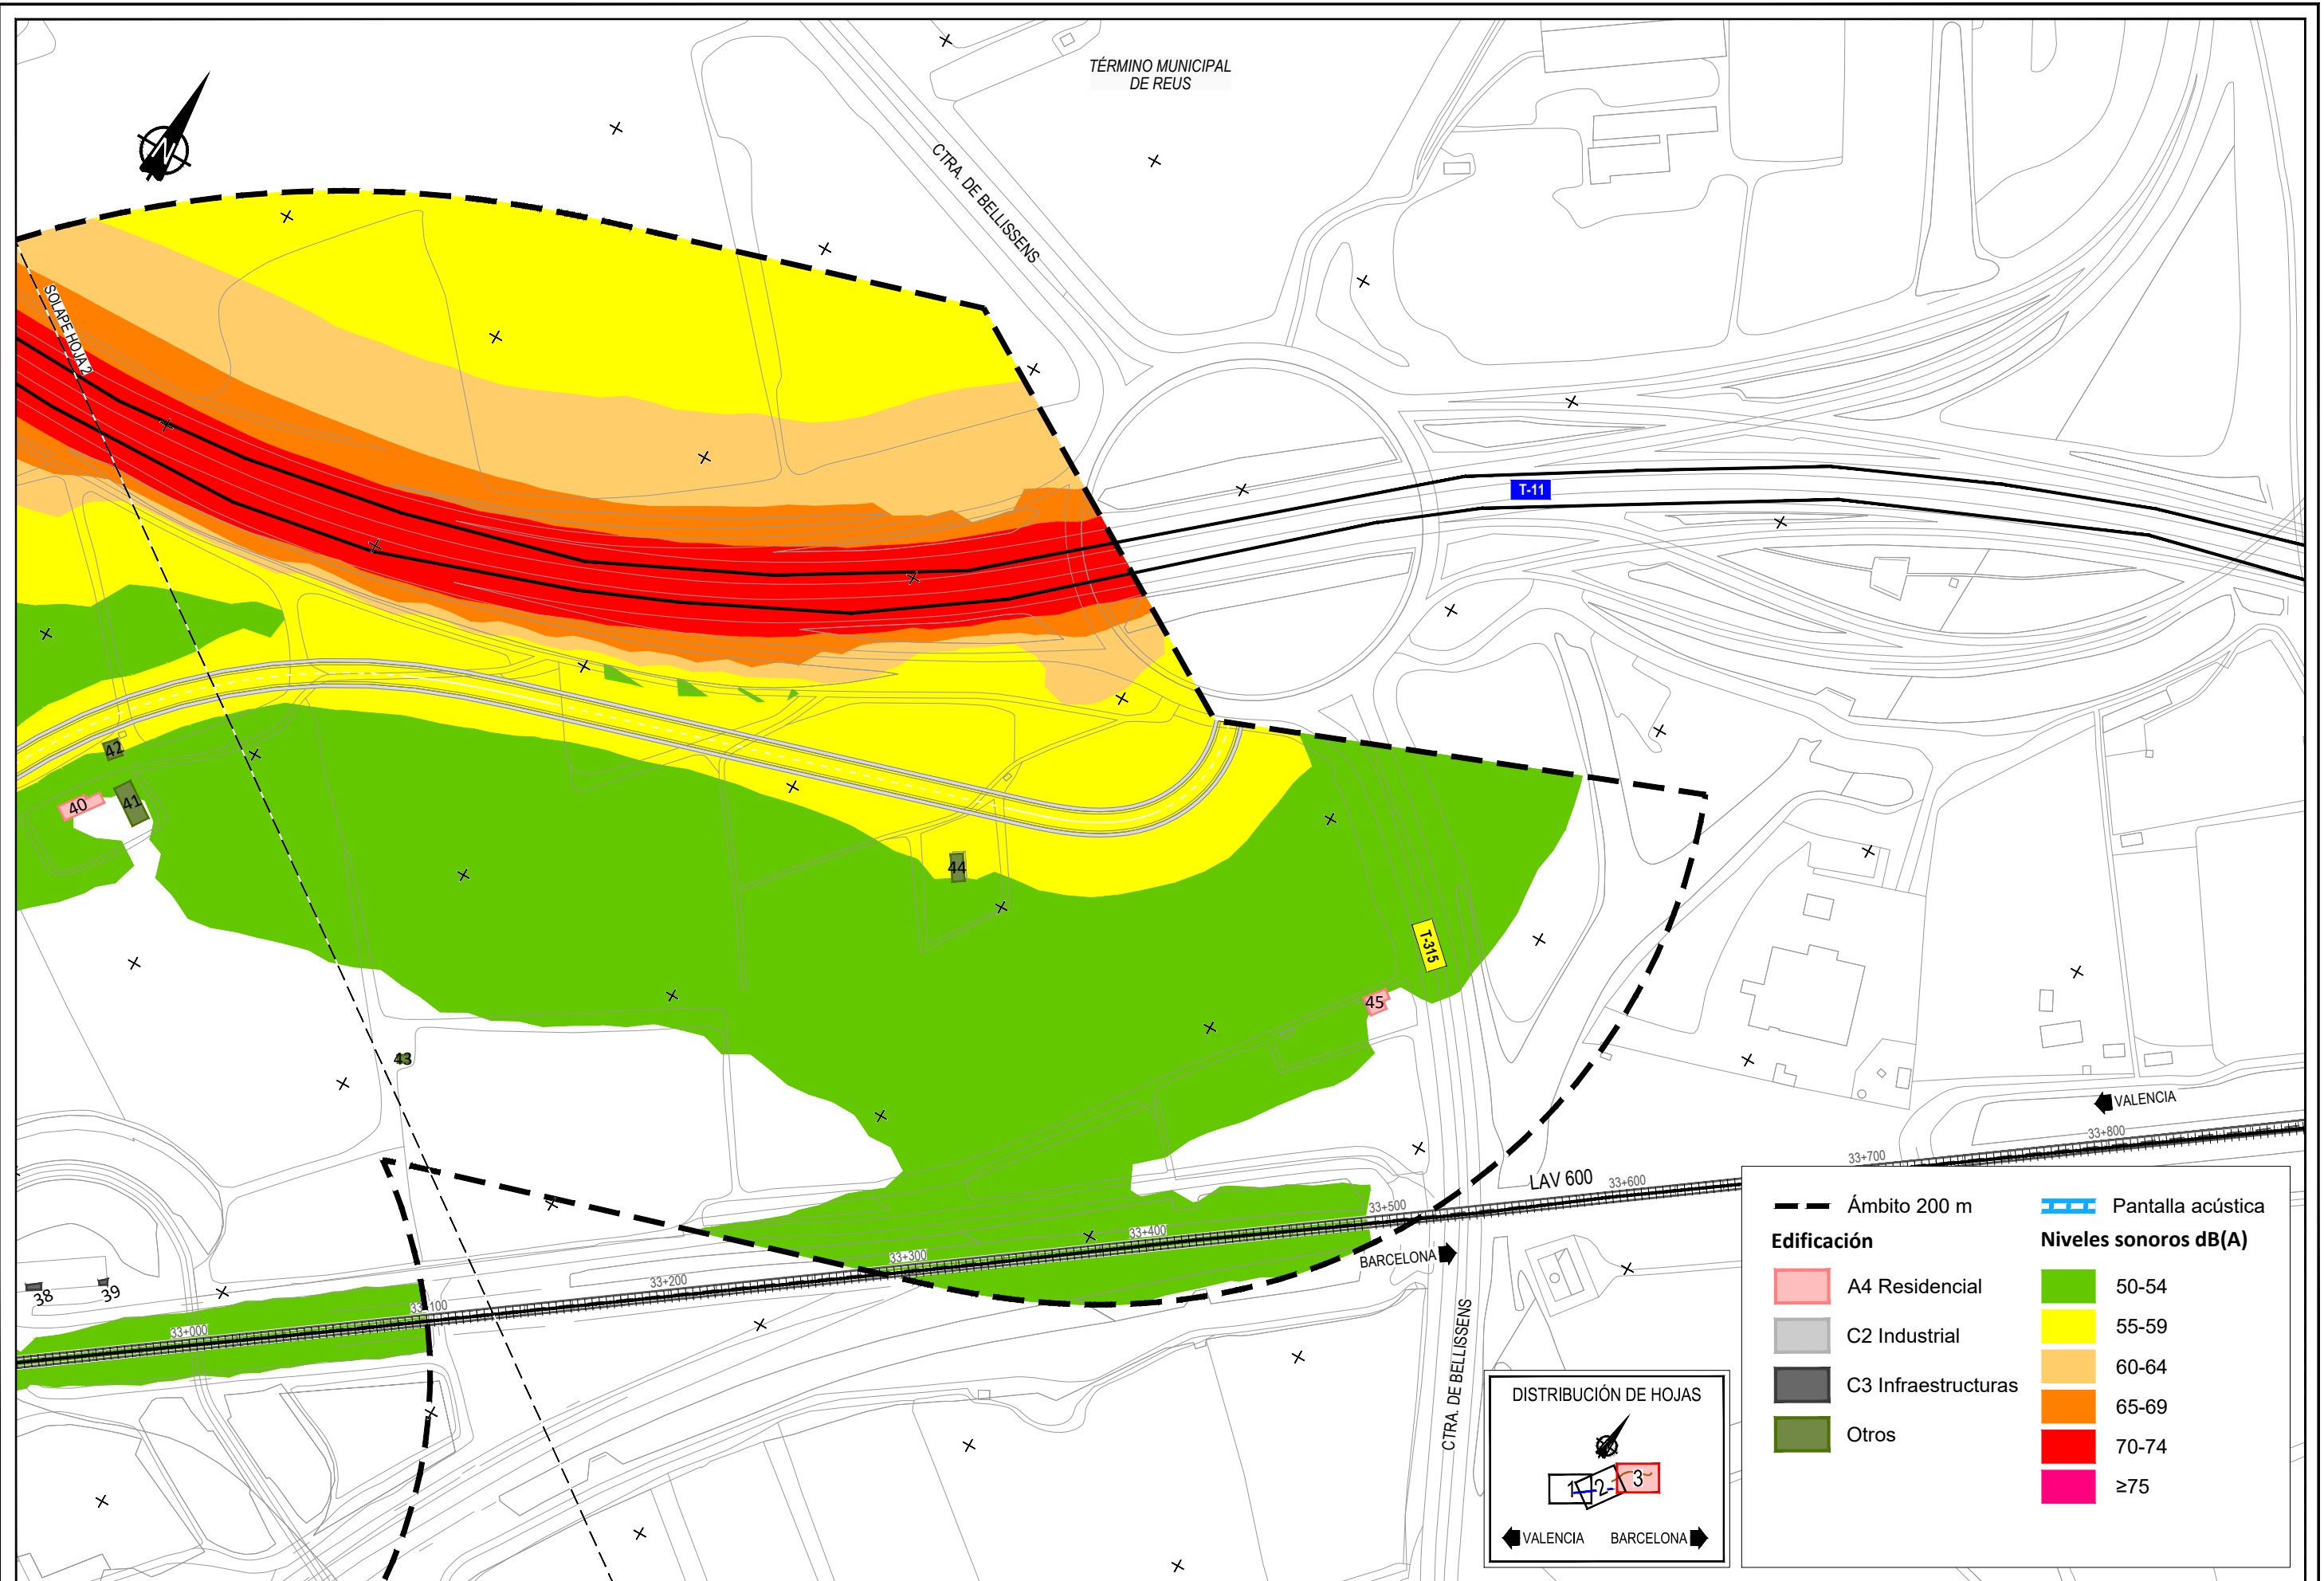 TÉRMINO MUNICIPAL
DE REUS
N
CTRA. DE BELLISSENS
SOLAPE HOJA 2
T-11
42
40
41
44
T-315
45
43
VALENCIA
33+800
33+700
LAV 600
33+600
33+500
33+400
BARCELONA
33+300
33+200
38
39
33+100
33+000
CTRA. DE BELLISSENS
DISTRIBUCIÓN DE HOJAS
1
2
3
VALENCIA BARCELONA
Ámbito 200 m
Pantalla acústica
Edificación
Niveles sonoros dB(A)
A4 Residencial
50-54
C2 Industrial
55-59
60-64
C3 Infraestructuras
65-69
Otros
70-74
≥75